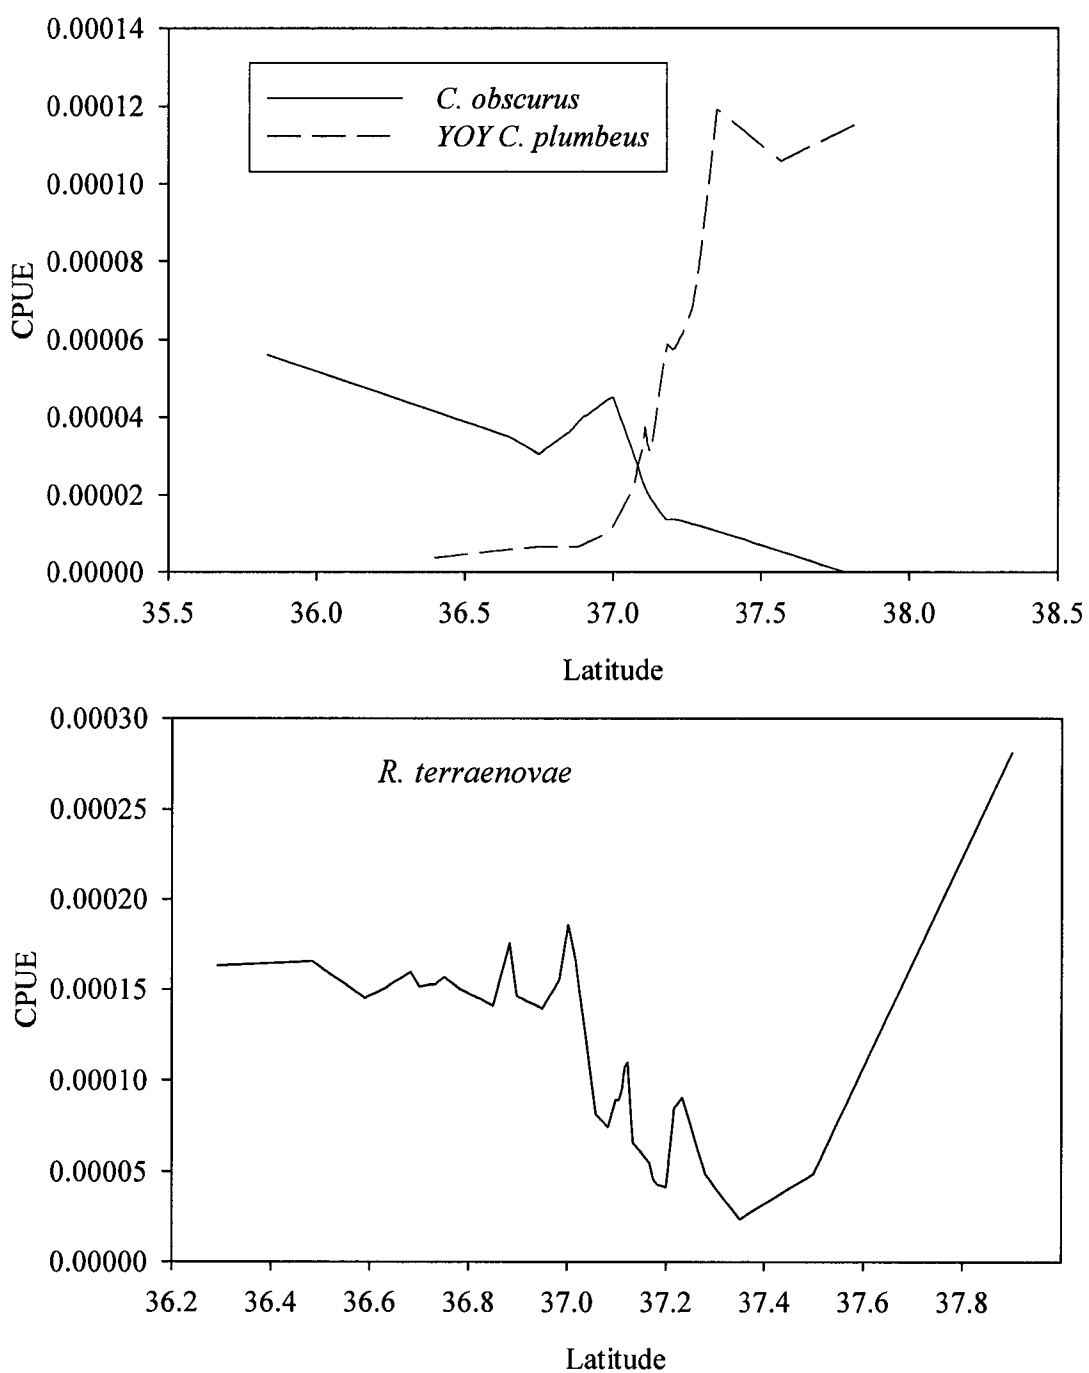 0.00014
0.00012
0.00010
0.00008
0.00006
0.00004
0.00002
0.00000
CPUE
C. obscurus
YOY C. plumbeus
35.5 36.0 36.5 37.0 37.5 38.0 38.5
Latitude
0.00030
0.00025
0.00020
0.00015
0.00010
0.00005
0.00000
CPUE
R. terraenovae
36.2 36.4 36.6 36.8 37.0 37.2 37.4 37.6 37.8
Latitude